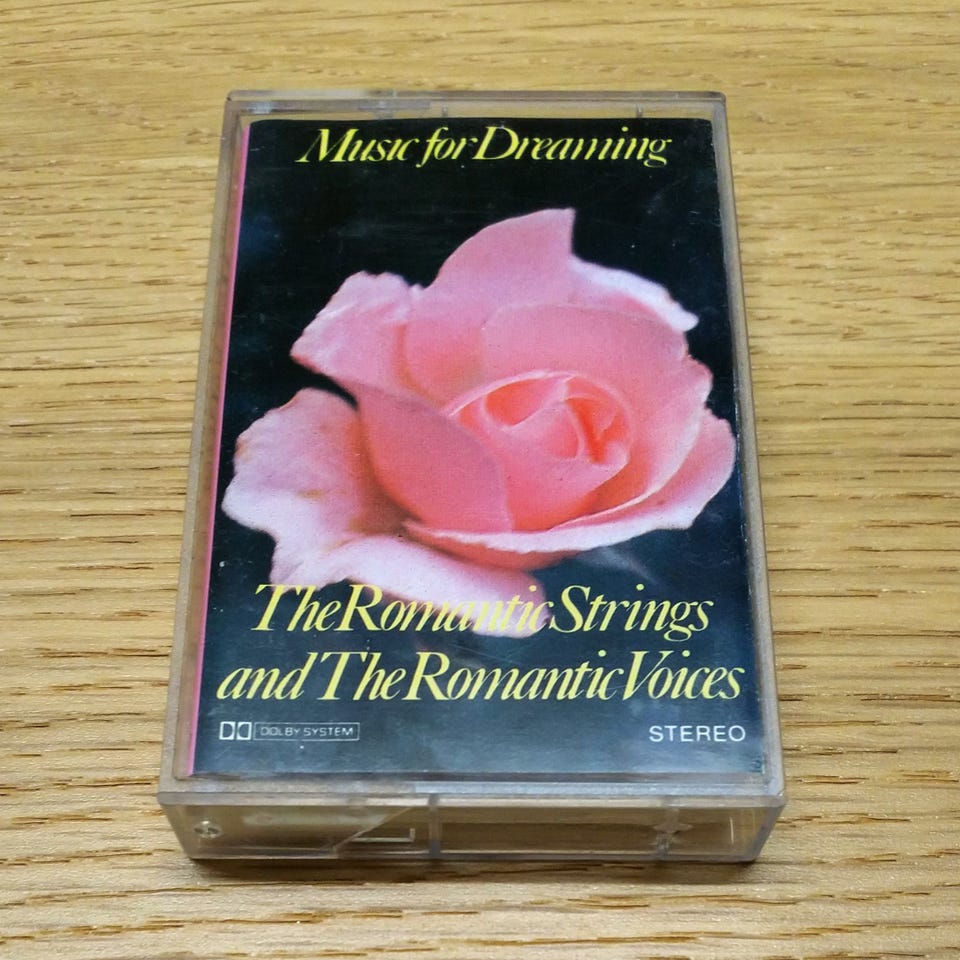 Music for Dreaming
The Romantic Strings
and The Romantic Voices
DOLBY SYSTEM
STEREO